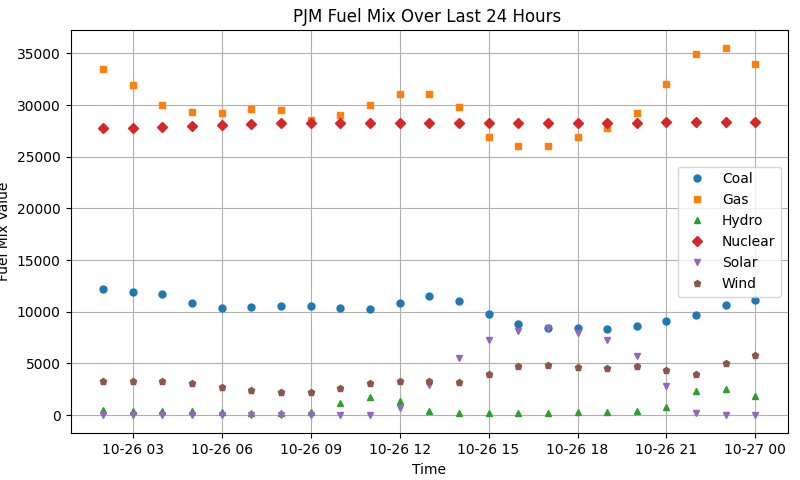 PJM Fuel Mix Over Last 24 Hours
35000
30000
25000
20000
15000
10000
5000
0
Fuel Mix Value
Coal
Gas
Hydro
Nuclear
Solar
Wind
10-26 03 10-26 06 10-26 09 10-26 12 10-26 15 10-26 18 10-26 21 10-27 00
Time